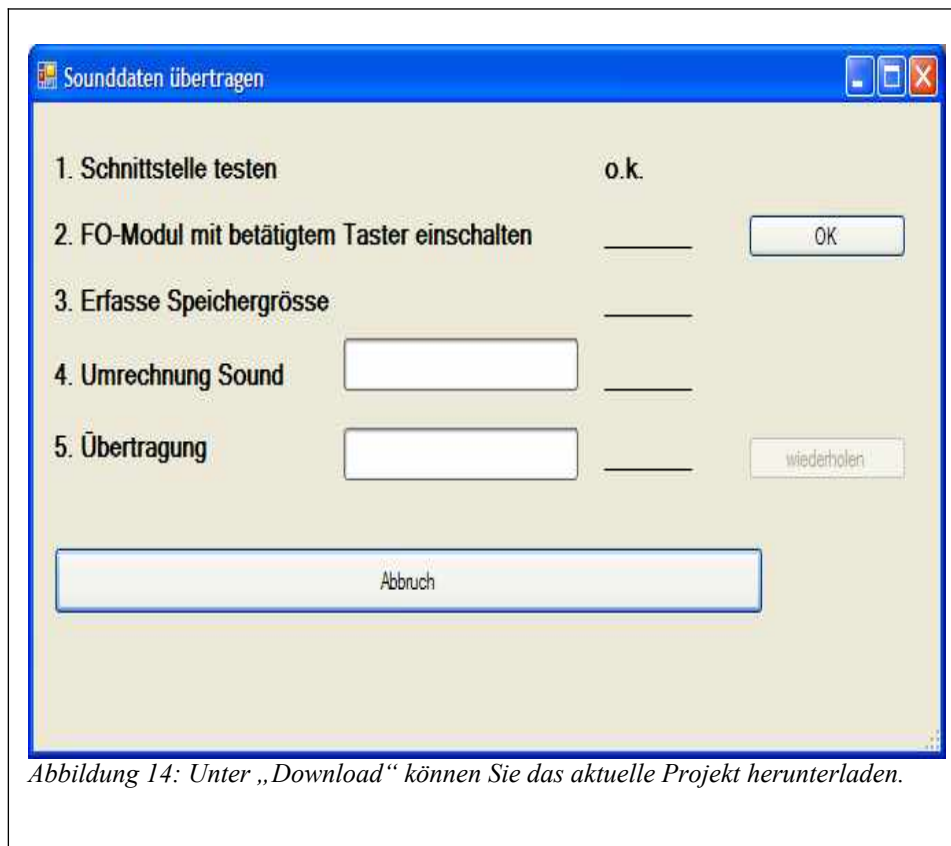 Sounddaten übertragen
1. Schnittstelle testen o.k.
2. FO-Modul mit betätigtem Taster einschalten OK
3. Erfasse Speichergrösse
4. Umrechnung Sound
5. Übertragung wiederholen
Abbruch
Abbildung 14: Unter „Download“ können Sie das aktuelle Projekt herunterladen.